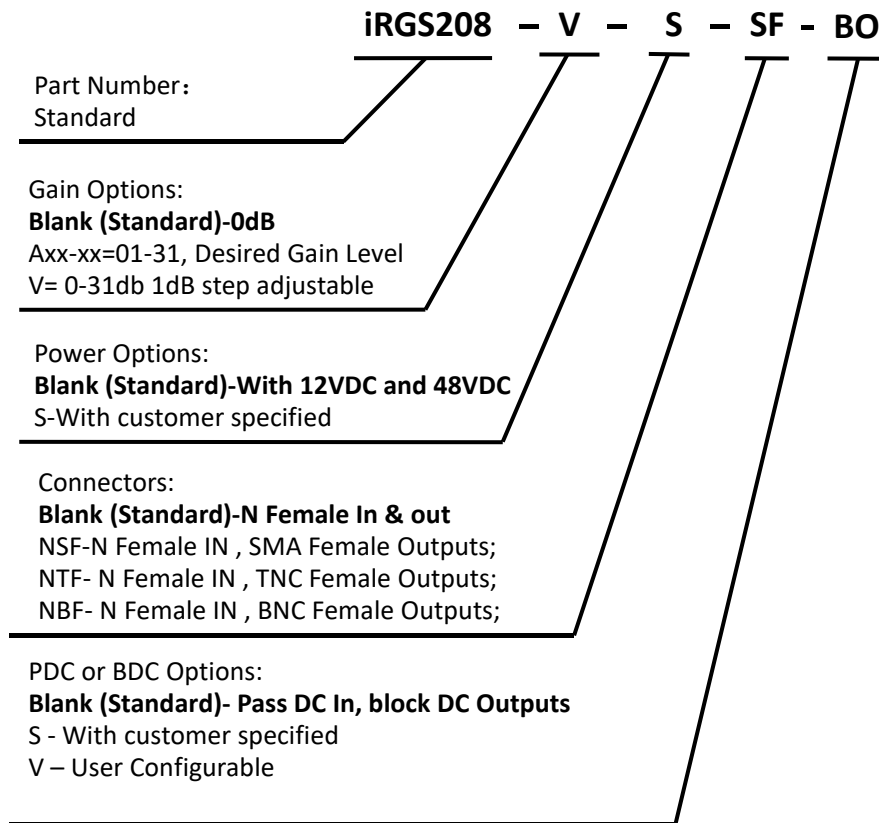 iRGS208 – V – S – SF - BO
Part Number：
Standard
Gain Options:
Blank (Standard)-0dB
Axx-xx=01-31, Desired Gain Level
V= 0-31db 1dB step adjustable
Power Options:
Blank (Standard)-With 12VDC and 48VDC
S-With customer specified
Connectors:
Blank (Standard)-N Female In & out
NSF-N Female IN , SMA Female Outputs;
NTF- N Female IN , TNC Female Outputs;
NBF- N Female IN , BNC Female Outputs;
PDC or BDC Options:
Blank (Standard)- Pass DC In, block DC Outputs
S - With customer specified
V – User Configurable